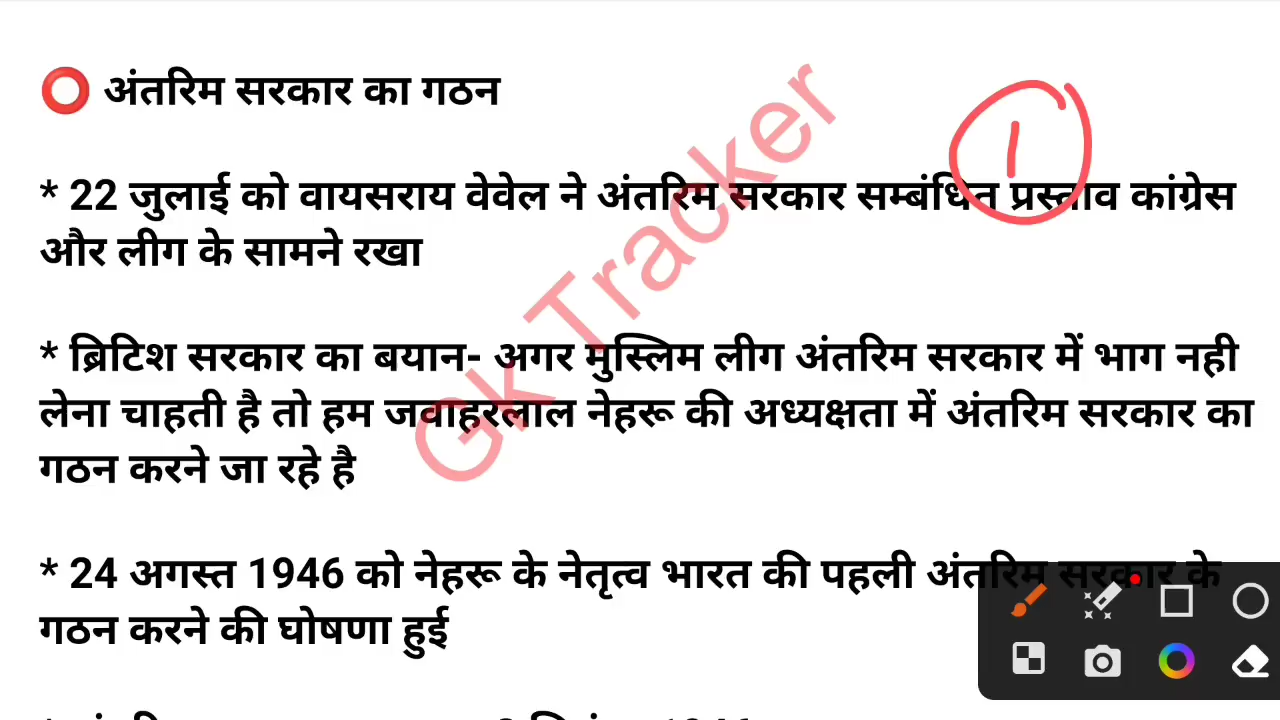 ⭕ अंतरिम सरकार का गठन
1
* 22 जुलाई को वायसराय वेवेल ने अंतरिम सरकार सम्बंधित प्रस्ताव कांग्रेस
और लीग के सामने रखा
* ब्रिटिश सरकार का बयान- अगर मुस्लिम लीग अंतरिम सरकार में भाग नही
लेना चाहती है तो हम जवाहरलाल नेहरू की अध्यक्षता में अंतरिम सरकार का
गठन करने जा रहे है
Gk Tracker
* 24 अगस्त 1946 को नेहरू के नेतृत्व भारत की पहली अंतरिम सरकार के
गठन करने की घोषणा हुई